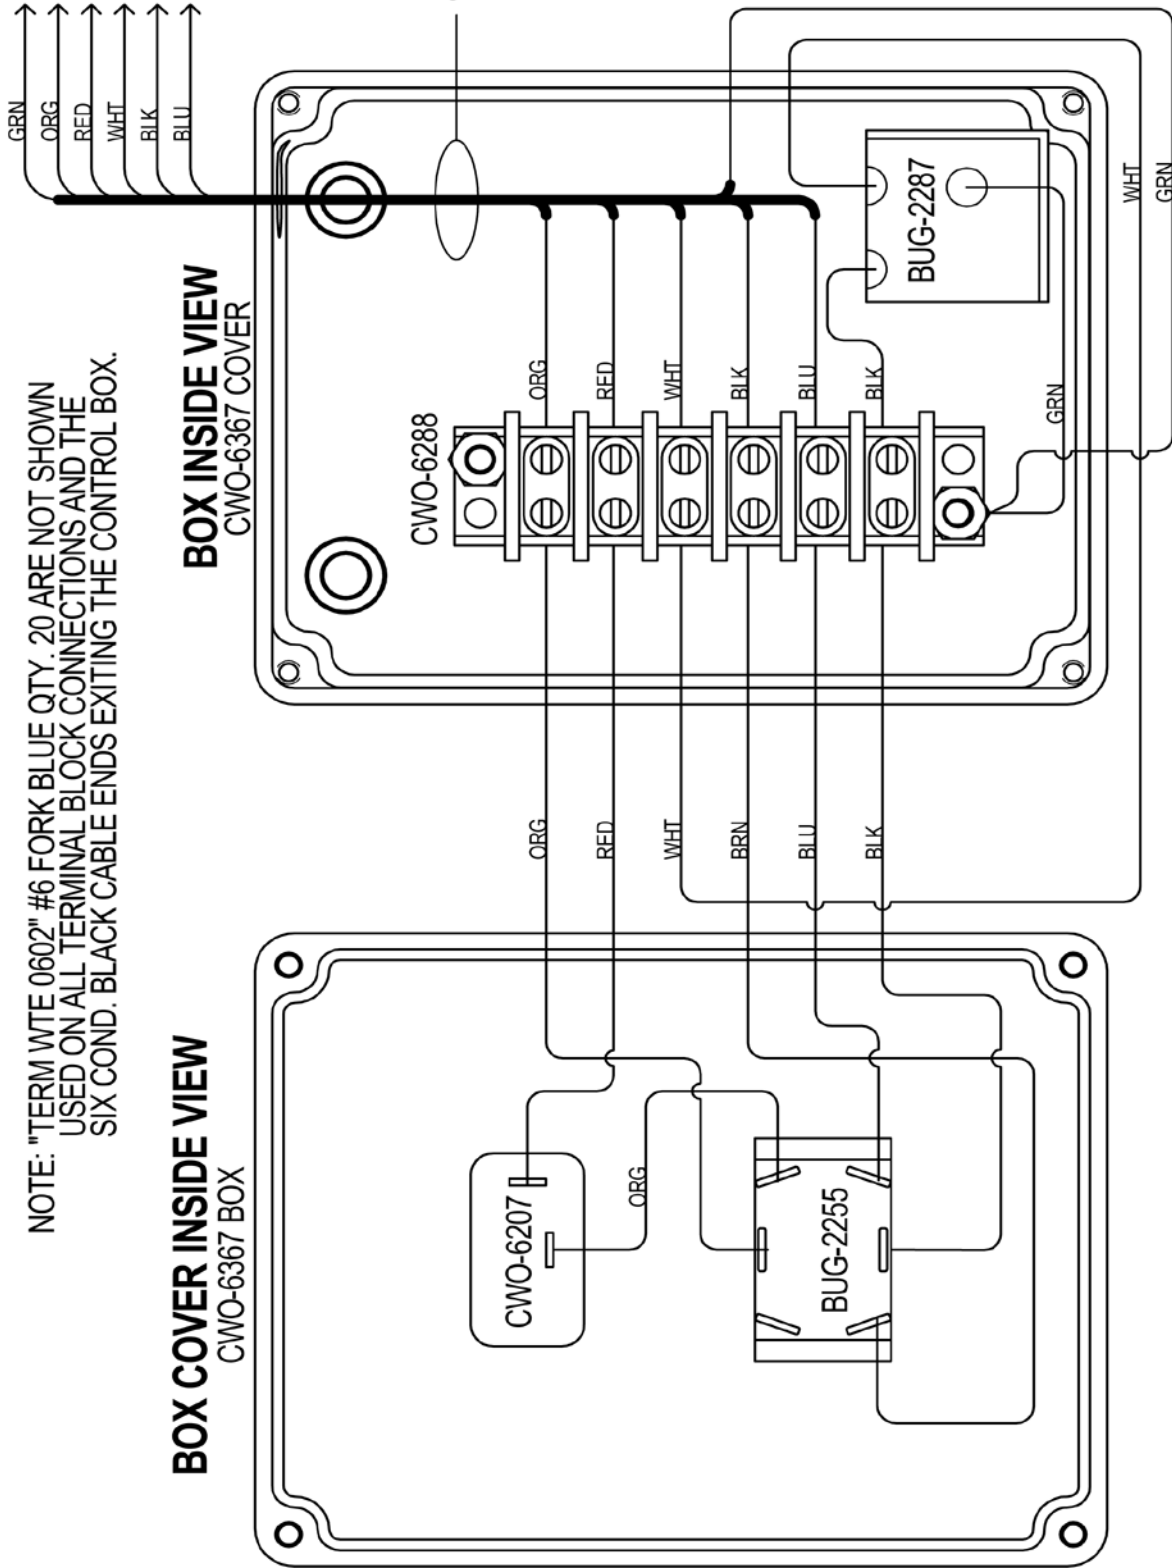 NOTE: "TERM WTE 0602" #6 FORK BLUE QTY. 20 ARE NOT SHOWN
USED ON ALL TERMINAL BLOCK CONNECTIONS AND THE
SIX COND. BLACK CABLE ENDS EXITING THE CONTROL BOX.
BOX COVER INSIDE VIEW
CWO-6367 BOX
BOX INSIDE VIEW
CWO-6367 COVER
GRN
ORG
RED
WHT
BLK
BLU
CWO-6288
ORG
RED
WHT
BLK
BLU
BLK
GRN
BUG-2287
WHT
GRN
ORG
RED
WHT
BRN
BLU
BLK
CWO-6207
ORG
BUG-2255